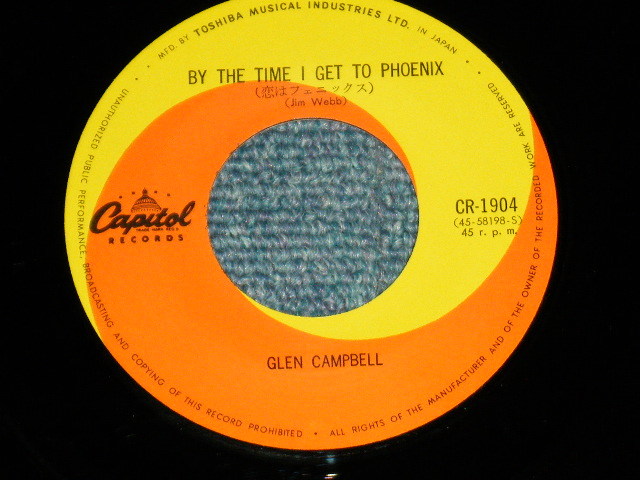 MFD. BY TOSHIBA MUSICAL INDUSTRIES LTD. IN JAPAN
BY THE TIME I GET TO PHOENIX
(恋はフェニックス)
(Jim Webb)
Capitol
RECORDS
CR-1904
(45-58198-S)
45 r. p. m.
GLEN CAMPBELL
UNAUTHORIZED PUBLIC PERFORMANCE, BROADCASTING AND COPYING OF THIS RECORD PROHIBITED • ALL RIGHTS OF THE MANUFACTURER AND OF THE OWNER OF THE RECORDED WORK ARE RESERVED